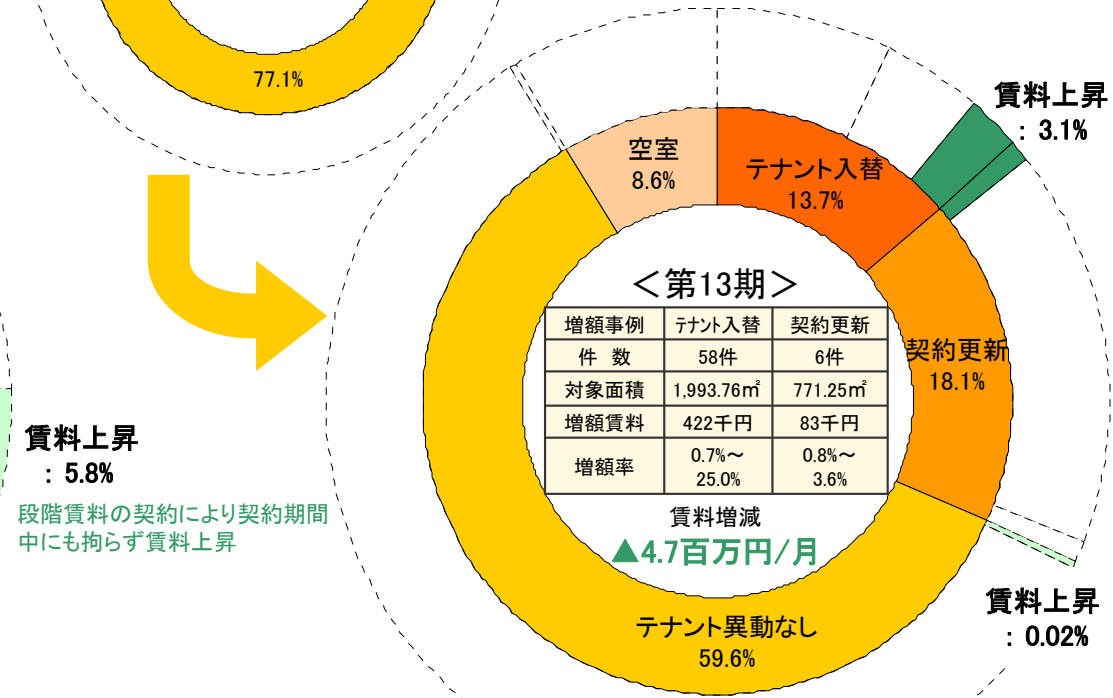 77.1%
賃料上昇
: 3.1%
空室
8.6%
テナント入替
13.7%
＜第13期＞
増額事例 テナント入替 契約更新
件 数 58件 6件
対象面積 1,993.76㎡ 771.25㎡
増額賃料 422千円 83千円
増額率 0.7%～ 0.8%～
25.0% 3.6%
賃料増減
▲4.7百万円/月
契約更新
18.1%
賃料上昇
: 5.8%
段階賃料の契約により契約期間
中にも拘らず賃料上昇
賃料上昇
: 0.02%
テナント異動なし
59.6%